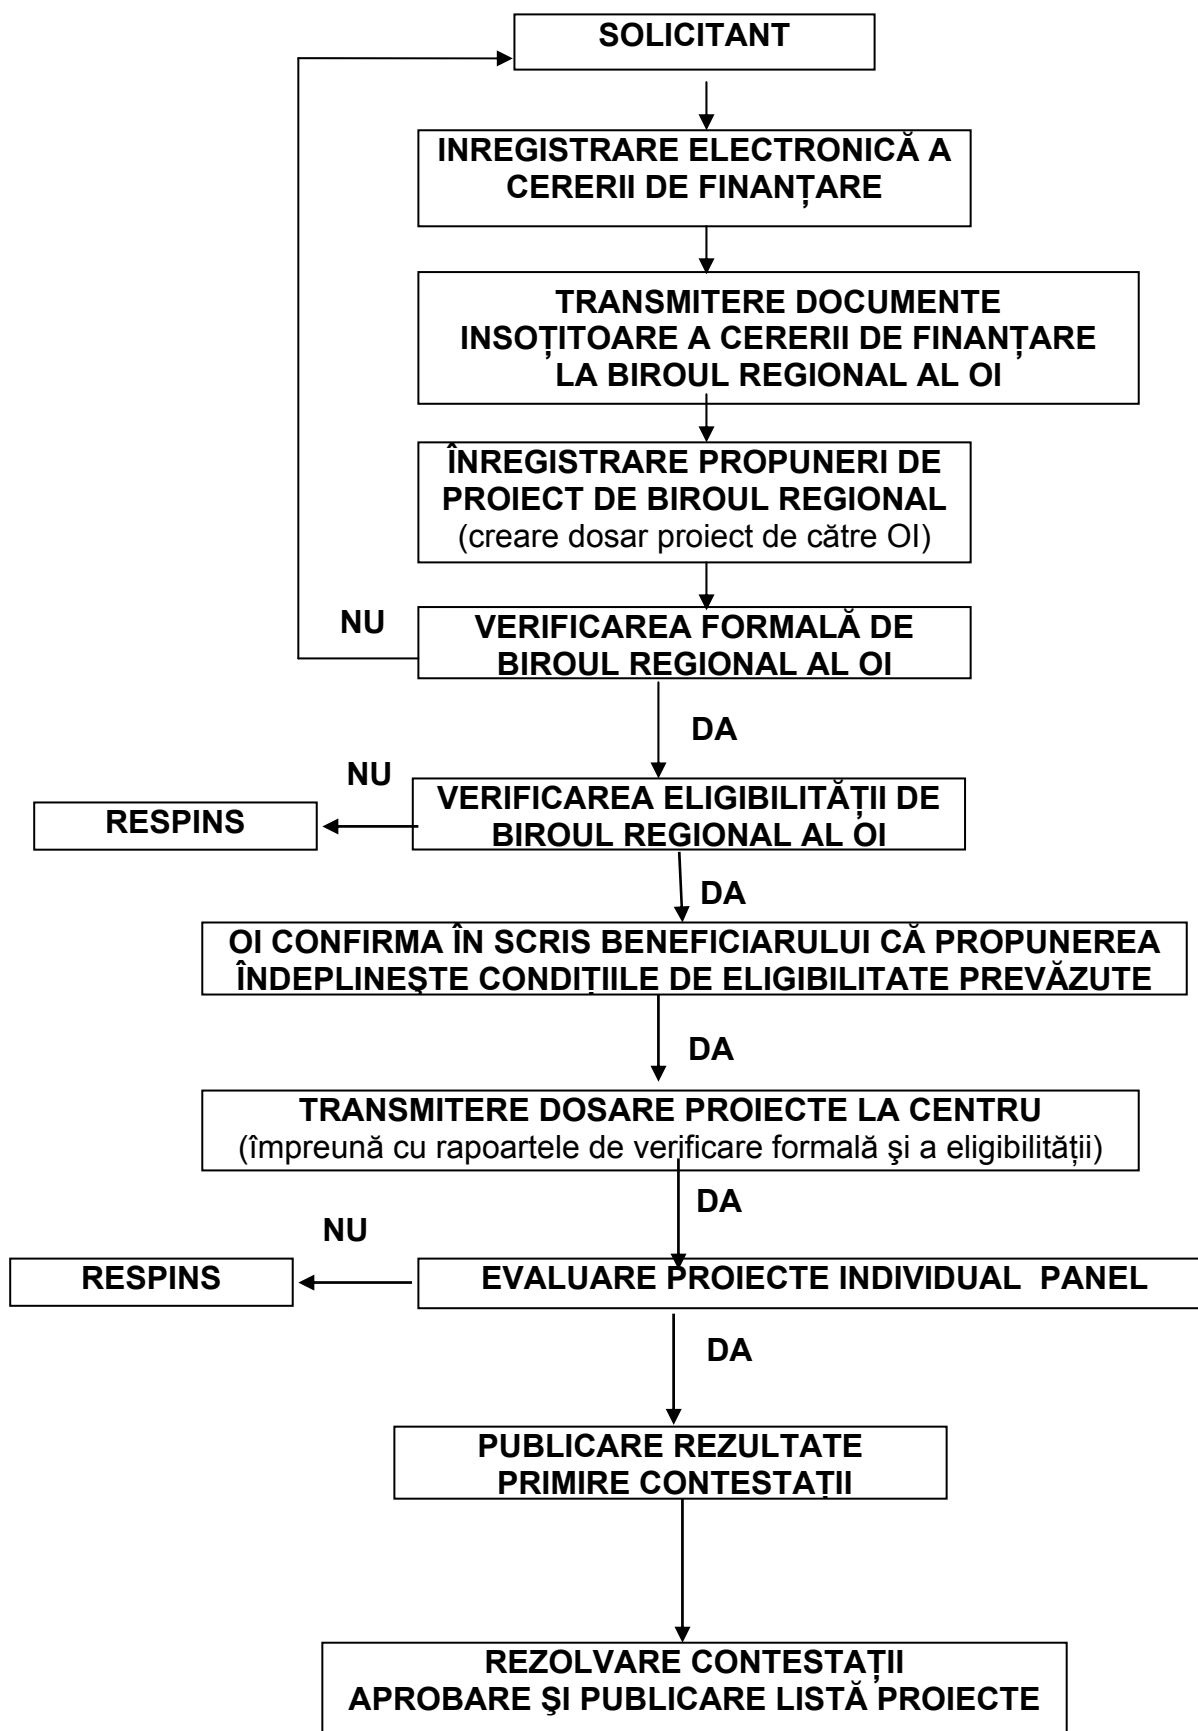 SOLICITANT
INREGISTRARE ELECTRONICĂ A
CERERII DE FINANȚARE
TRANSMITERE DOCUMENTE
INSOȚITOARE A CERERII DE FINANȚARE
LA BIROUL REGIONAL AL OI
ÎNREGISTRARE PROPUNERI DE
PROIECT DE BIROUL REGIONAL
(creare dosar proiect de către OI)
NU
VERIFICAREA FORMALĂ DE
BIROUL REGIONAL AL OI
DA
NU
VERIFICAREA ELIGIBILITĂȚII DE
BIROUL REGIONAL AL OI
RESPINS
DA
OI CONFIRMA ÎN SCRIS BENEFICIARULUI CĂ PROPUNEREA
ÎNDEPLINEŞTE CONDIȚIILE DE ELIGIBILITATE PREVĂZUTE
DA
TRANSMITERE DOSARE PROIECTE LA CENTRU
(împreună cu rapoartele de verificare formală şi a eligibilității)
DA
NU
RESPINS
EVALUARE PROIECTE INDIVIDUAL  PANEL
DA
PUBLICARE REZULTATE
PRIMIRE CONTESTAȚII
REZOLVARE CONTESTAȚII
APROBARE ŞI PUBLICARE LISTĂ PROIECTE